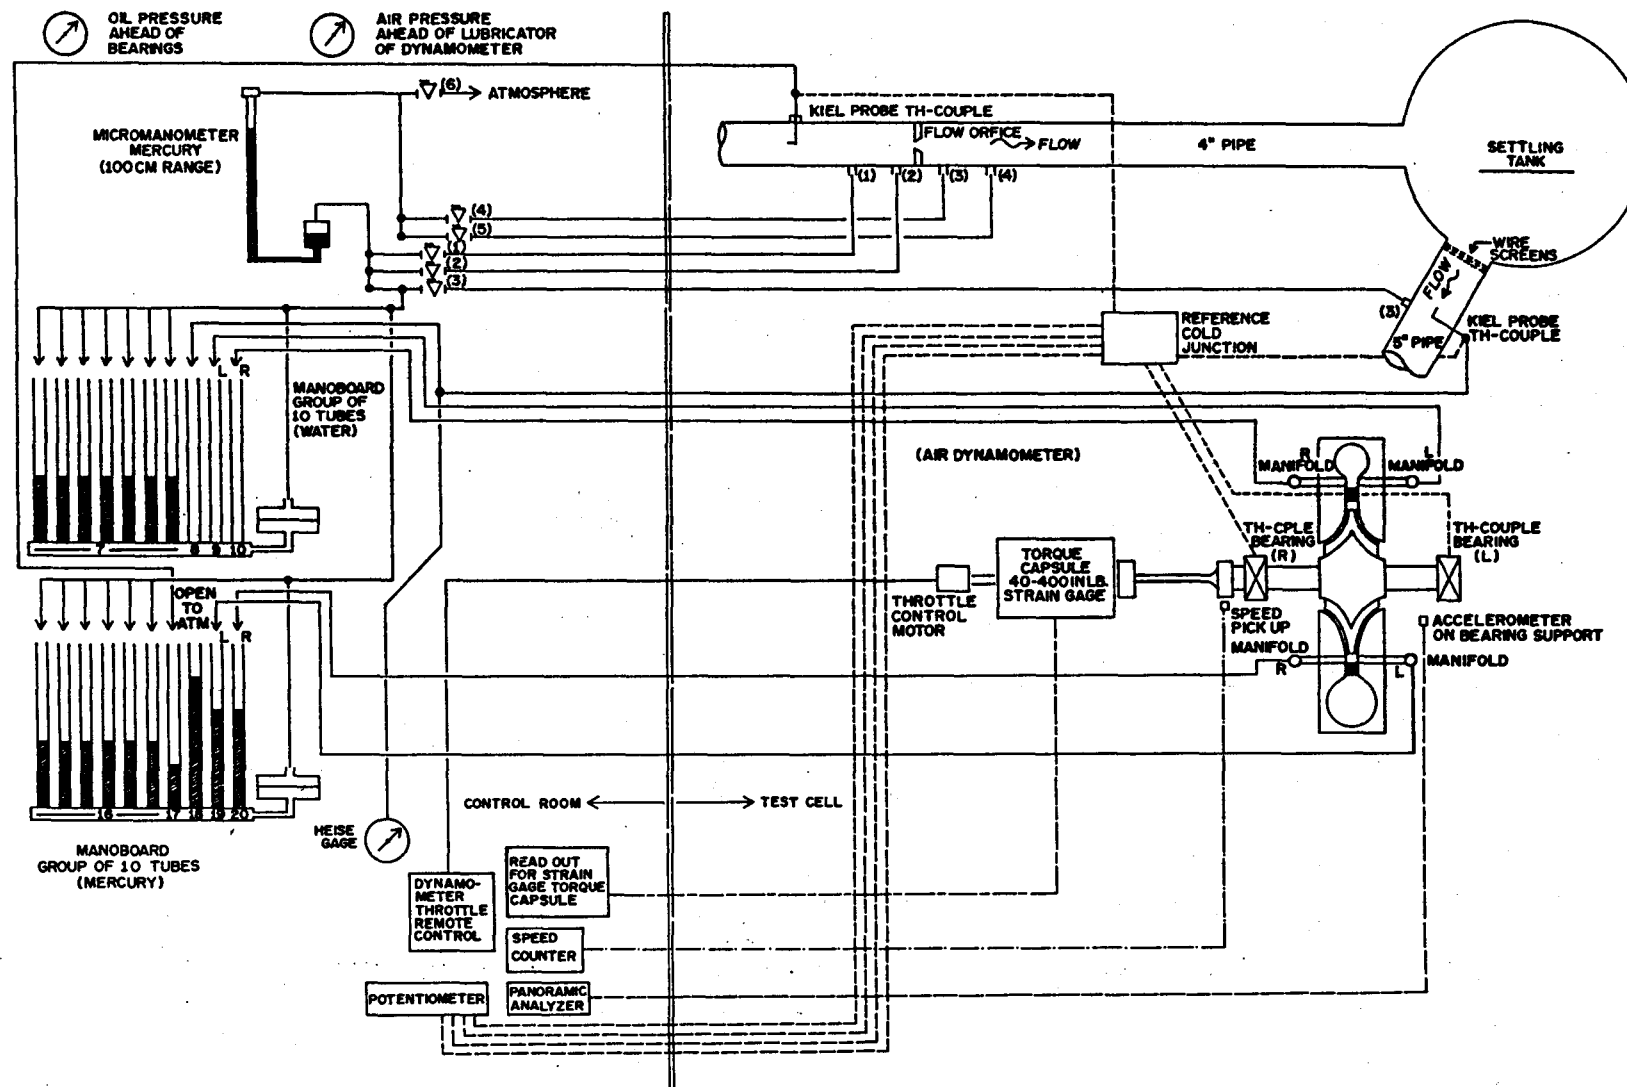 OIL PRESSURE
AHEAD OF
BEARINGS
AIR PRESSURE
AHEAD OF LUBRICATOR
OF DYNAMOMETER
(6)
ATMOSPHERE
MICROMANOMETER
MERCURY
(100CM RANGE)
KIEL PROBE TH-COUPLE
FLOW ORFICE
FLOW
4" PIPE
SETTLING
TANK
(1)
(2)
(3)
(4)
(4)
(5)
(1)
(2)
(3)
WIRE
SCREENS
FLOW
(3)
5" PIPE
KIEL PROBE
TH-COUPLE
REFERENCE
COLD
JUNCTION
L R
MANOBOARD
GROUP OF
10 TUBES
(WATER)
7 8 9 10
(AIR DYNAMOMETER)
R
MANIFOLD
L
MANIFOLD
TH-CPLE
BEARING
(R)
TH-COUPLE
BEARING
(L)
TORQUE
CAPSULE
40-400 IN LB.
STRAIN GAGE
THROTTLE
CONTROL
MOTOR
SPEED
PICK UP
MANIFOLD
R
L
MANIFOLD
ACCELEROMETER
ON BEARING SUPPORT
OPEN
TO
ATM
L R
16 17 18 19 20
MANOBOARD
GROUP OF 10 TUBES
(MERCURY)
CONTROL ROOM
TEST CELL
HEISE
GAGE
READ OUT
FOR STRAIN
GAGE TORQUE
CAPSULE
DYNAMO-
METER
THROTTLE
REMOTE
CONTROL
SPEED
COUNTER
POTENTIOMETER
PANORAMIC
ANALYZER